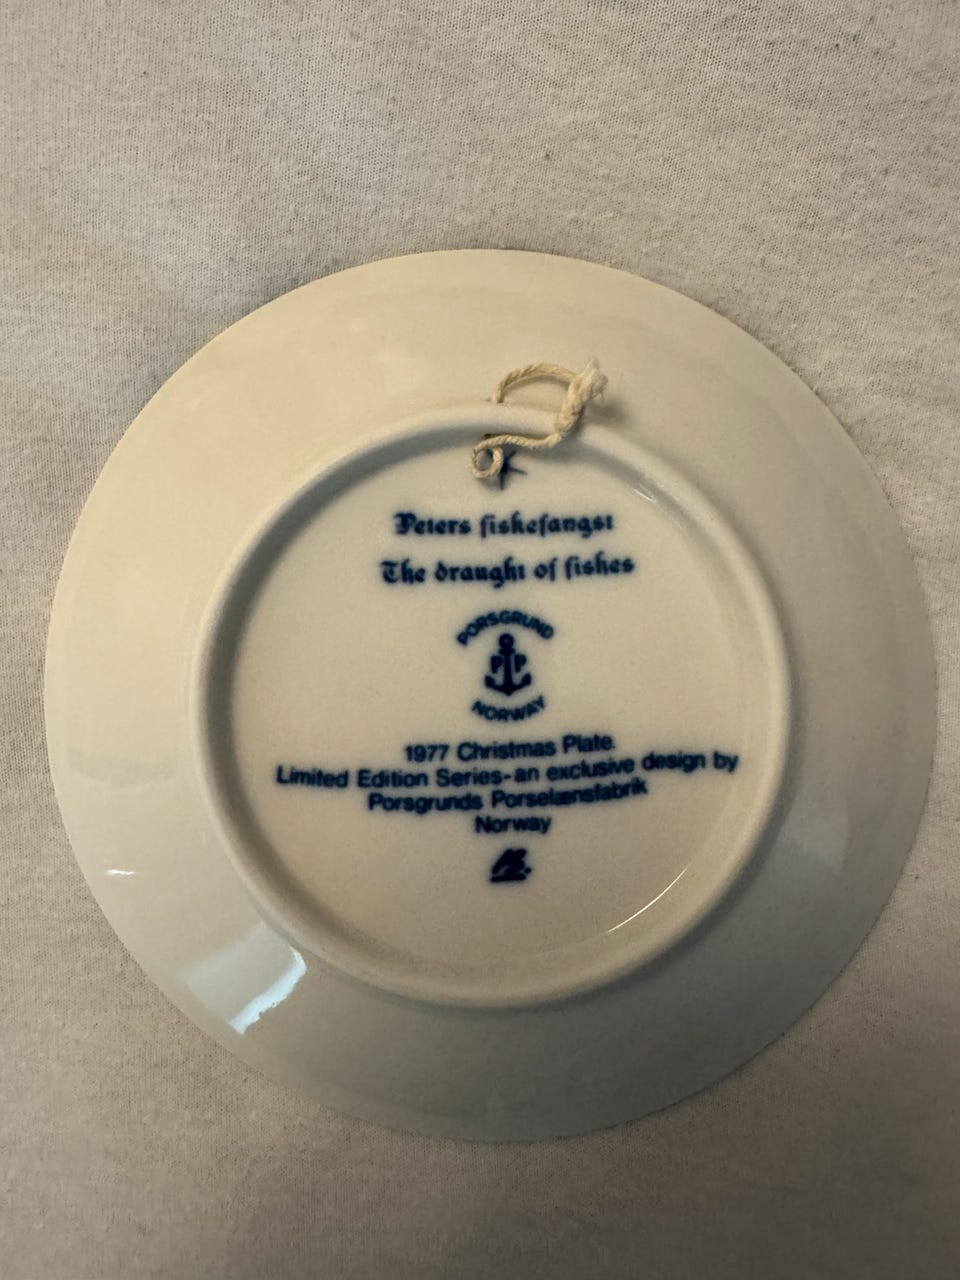 Peters fiskefangst
The draught of fishes
PORSGRUND
P P
NORWAY
1977 Christmas Plate.
Limited Edition Series-an exclusive design by
Porsgrunds Porselænsfabrik
Norway